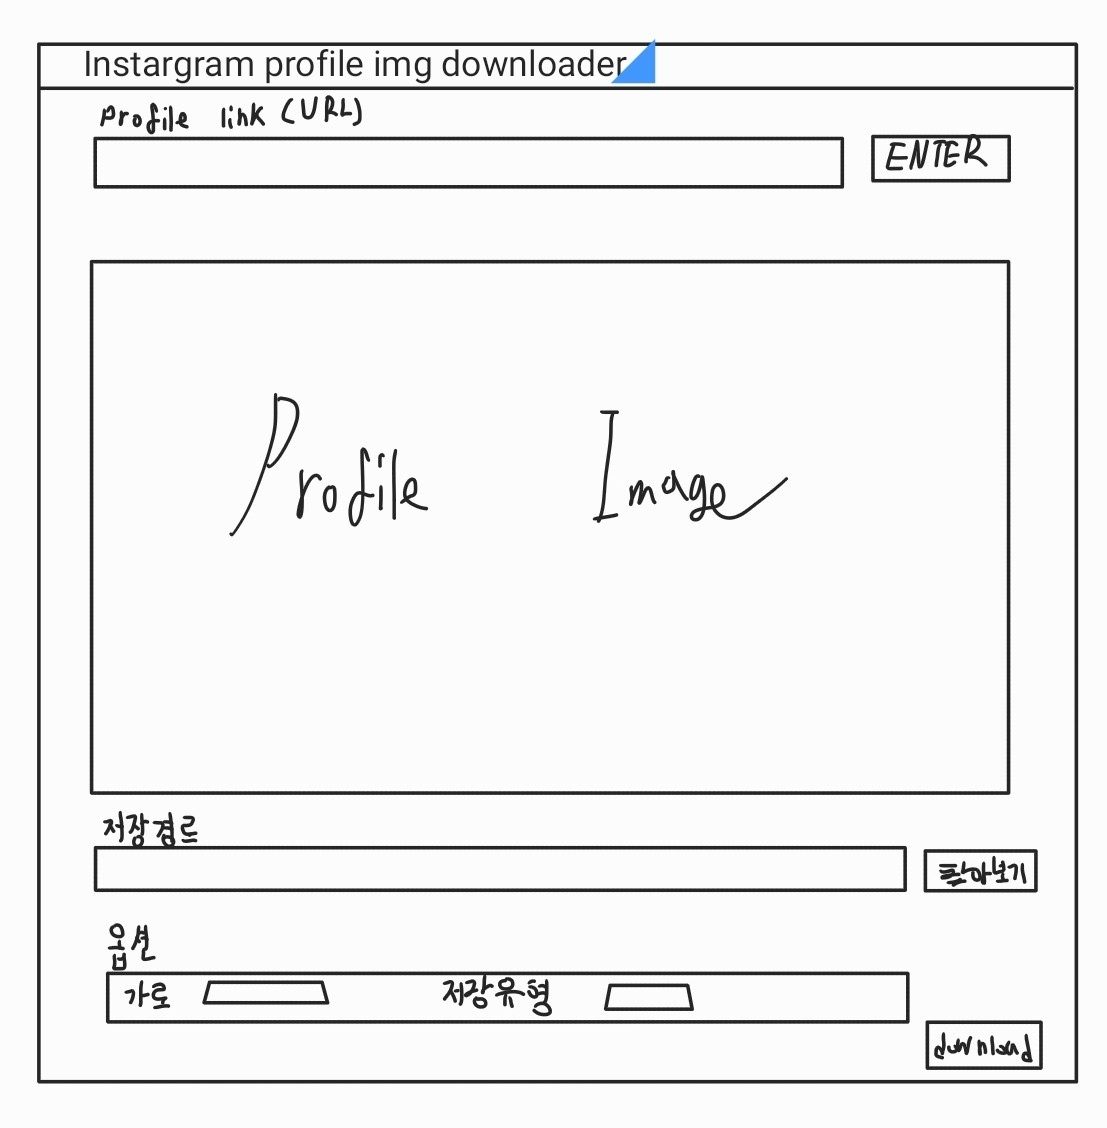 Instargram profile img downloader
Profile link (URL)
ENTER
Profile Image
저장경로
찾아보기
옵션
가로 저장유형
download